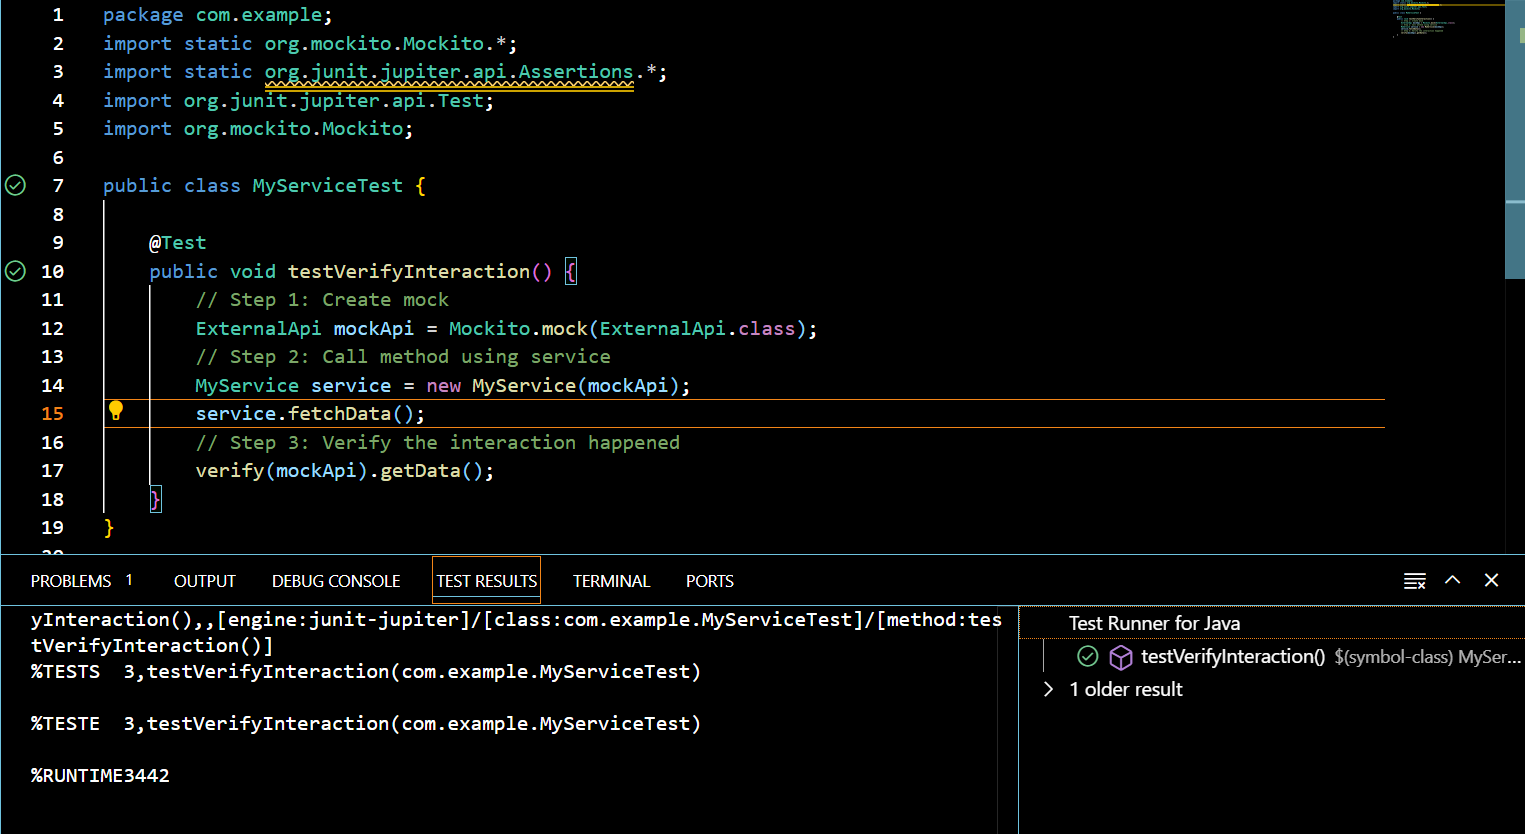 1 package com.example;
2 import static org.mockito.Mockito.*;
3 import static org.junit.jupiter.api.Assertions.*;
4 import org.junit.jupiter.api.Test;
5 import org.mockito.Mockito;
6
7 public class MyServiceTest {
8
9 @Test
10 public void testVerifyInteraction() {
11 // Step 1: Create mock
12 ExternalApi mockApi = Mockito.mock(ExternalApi.class);
13 // Step 2: Call method using service
14 MyService service = new MyService(mockApi);
15 service.fetchData();
16 // Step 3: Verify the interaction happened
17 verify(mockApi).getData();
18 }
19 }
PROBLEMS 1 OUTPUT DEBUG CONSOLE TEST RESULTS TERMINAL PORTS
yInteraction(),,[engine:junit-jupiter]/[class:com.example.MyServiceTest]/[method:tes
tVerifyInteraction()]
%TESTS 3,testVerifyInteraction(com.example.MyServiceTest)
%TESTE 3,testVerifyInteraction(com.example.MyServiceTest)
%RUNTIME3442
Test Runner for Java
testVerifyInteraction() $(symbol-class) MySer...
1 older result